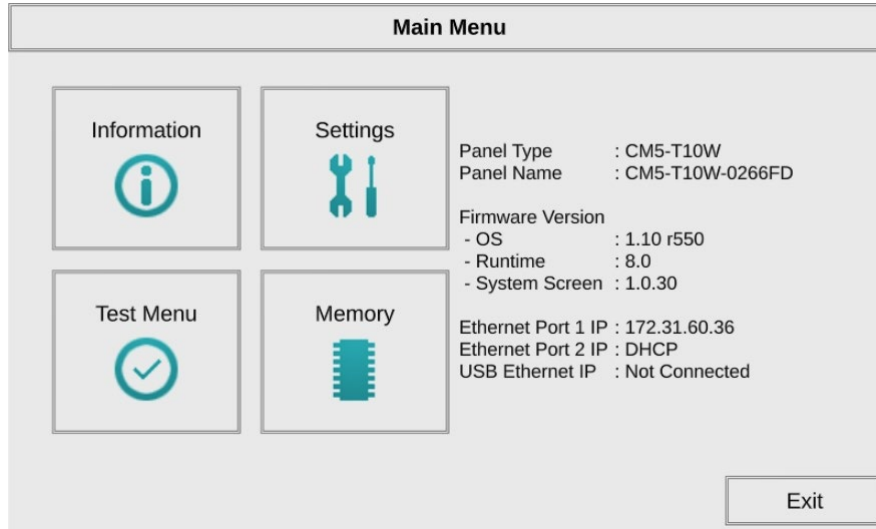 Main Menu
Information
Settings
Test Menu
Memory
Panel Type : CM5-T10W
Panel Name : CM5-T10W-0266FD
Firmware Version
- OS : 1.10 r550
- Runtime : 8.0
- System Screen : 1.0.30
Ethernet Port 1 IP : 172.31.60.36
Ethernet Port 2 IP : DHCP
USB Ethernet IP : Not Connected
Exit